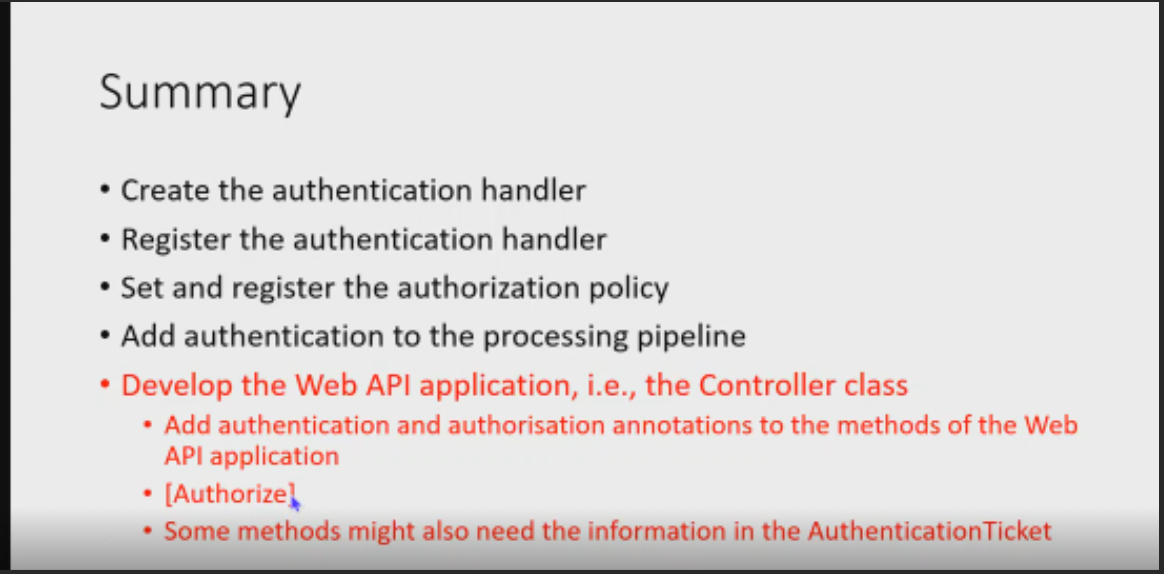 Summary
• Create the authentication handler
• Register the authentication handler
• Set and register the authorization policy
• Add authentication to the processing pipeline
• Develop the Web API application, i.e., the Controller class
• Add authentication and authorisation annotations to the methods of the Web
API application
• [Authorize]
• Some methods might also need the information in the AuthenticationTicket